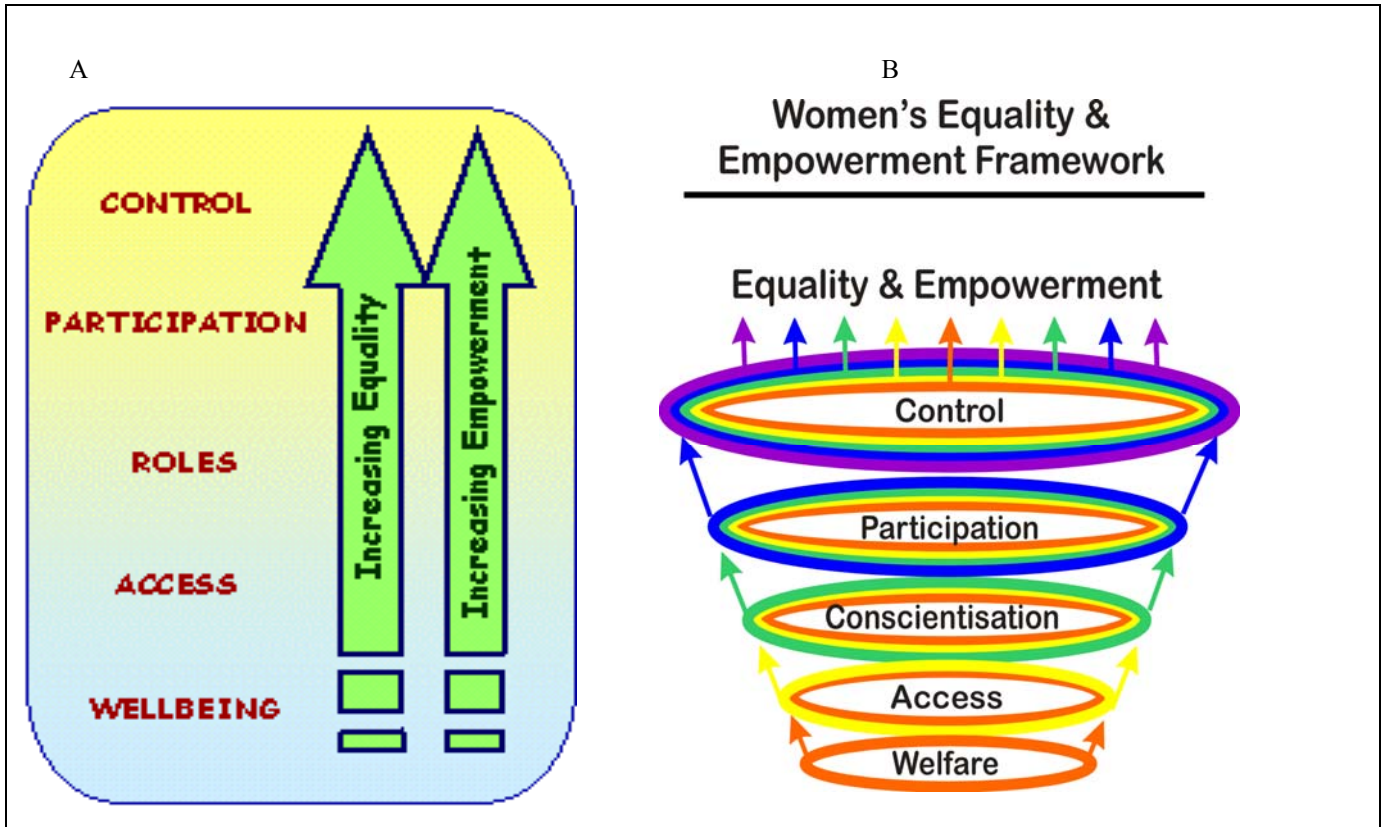 A
CONTROL
PARTICIPATION
ROLES
ACCESS
WELLBEING
Increasing Equality
Increasing Empowerment
B
Women's Equality &
Empowerment Framework
Equality & Empowerment
Control
Participation
Conscientisation
Access
Welfare